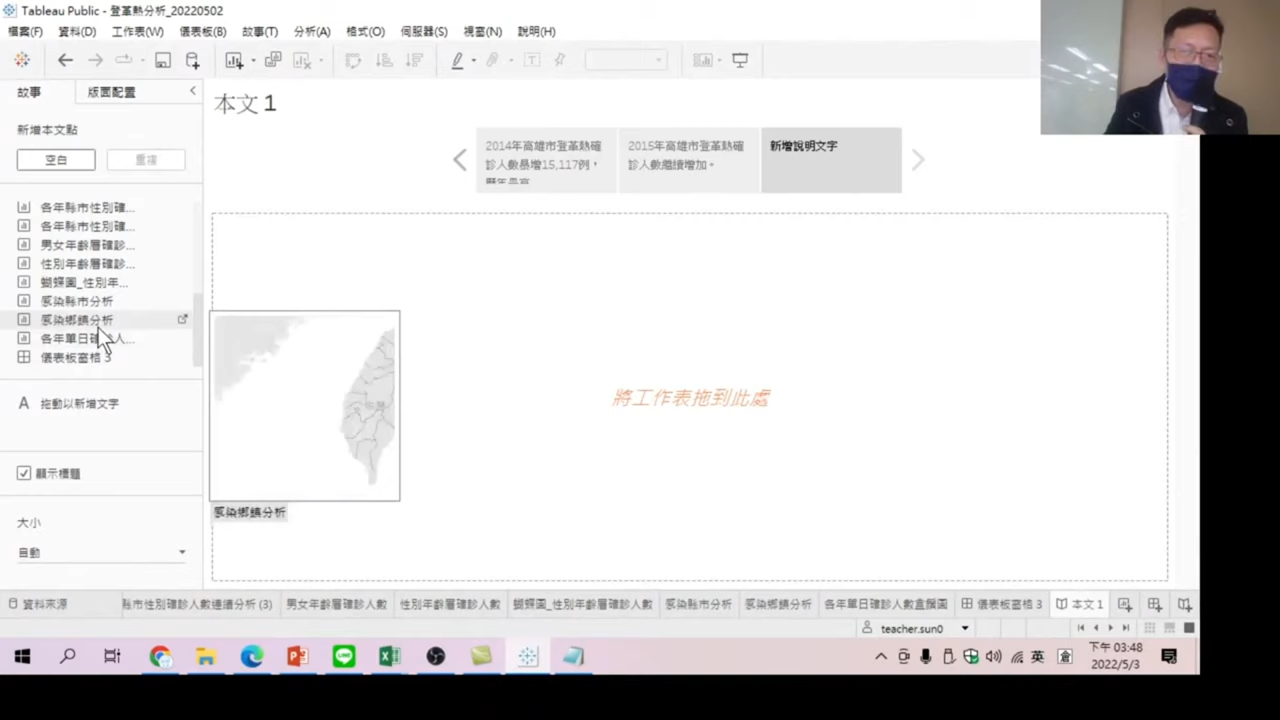 Tableau Public - 登革熱分析_20220502
檔案(F) 資料(D) 工作表(W) 儀表板(B) 故事(T) 分析(A) 格式(O) 伺服器(S) 視窗(N) 說明(H)
故事 版面配置
新增本文點
空白 重複
各年縣市性別確...
各年縣市性別確...
男女年齡層確診...
性別年齡層確診...
蝴蝶圖_性別年...
感染縣市分析
感染鄉鎮分析
各年單日確診人...
儀表板窗格 3
A 拖動以新增文字
顯示標題
大小
自動
本文 1
2014年高雄市登革熱確
診人數暴增15,117例，
歷年最高
2015年高雄市登革熱確
診人數繼續增加。
新增說明文字
將工作表拖到此處
感染鄉鎮分析
資料來源 縣市性別確診人數連續分析 (3) 男女年齡層確診人數 性別年齡層確診人數 蝴蝶圖_性別年齡層確診人數 感染縣市分析 感染鄉鎮分析 各年單日確診人數盒鬚圖 儀表板窗格 3 本文 1
teacher.sun0
英
下午 03:48
2022/5/3